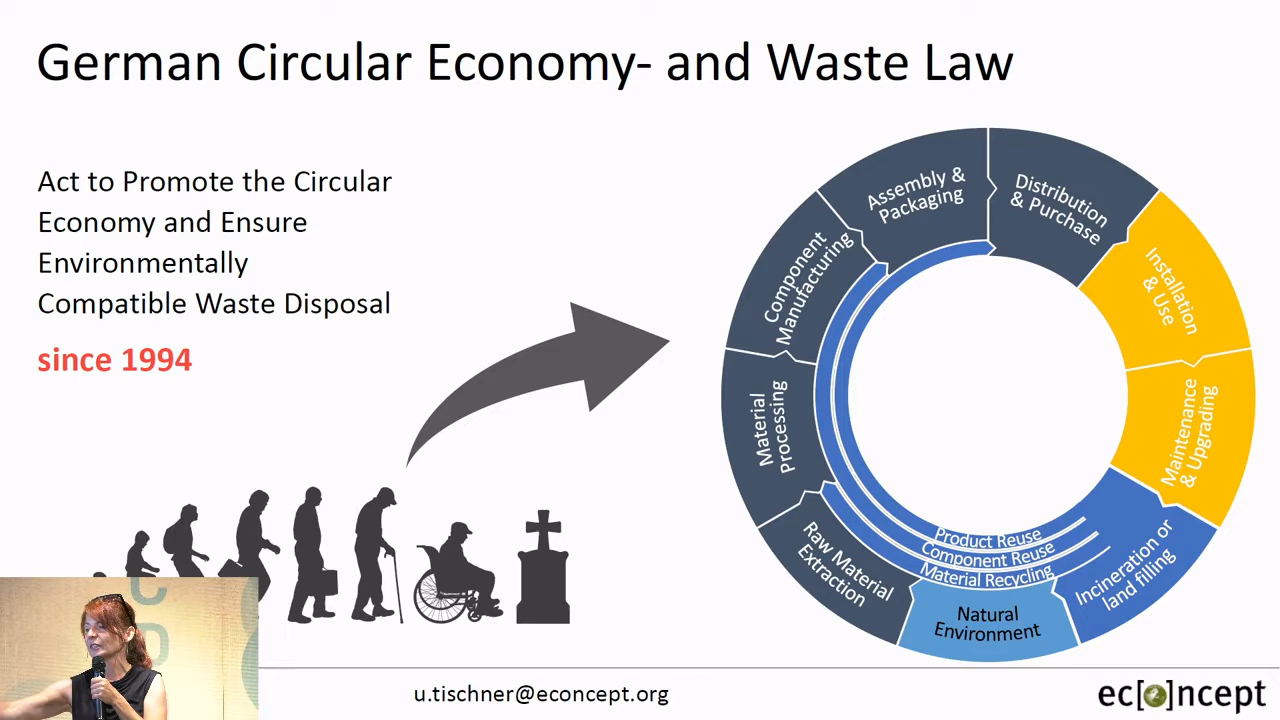 German Circular Economy- and Waste Law
Act to Promote the Circular
Economy and Ensure
Environmentally
Compatible Waste Disposal
since 1994
Assembly &
Packaging
Distribution
& Purchase
Installation
& Use
Maintenance
& Upgrading
Incineration or
land filling
Natural
Environment
Raw Material
Extraction
Material
Processing
Component
Manufacturing
Product Reuse
Component Reuse
Material Recycling
u.tischner@econcept.org
ec[o]ncept